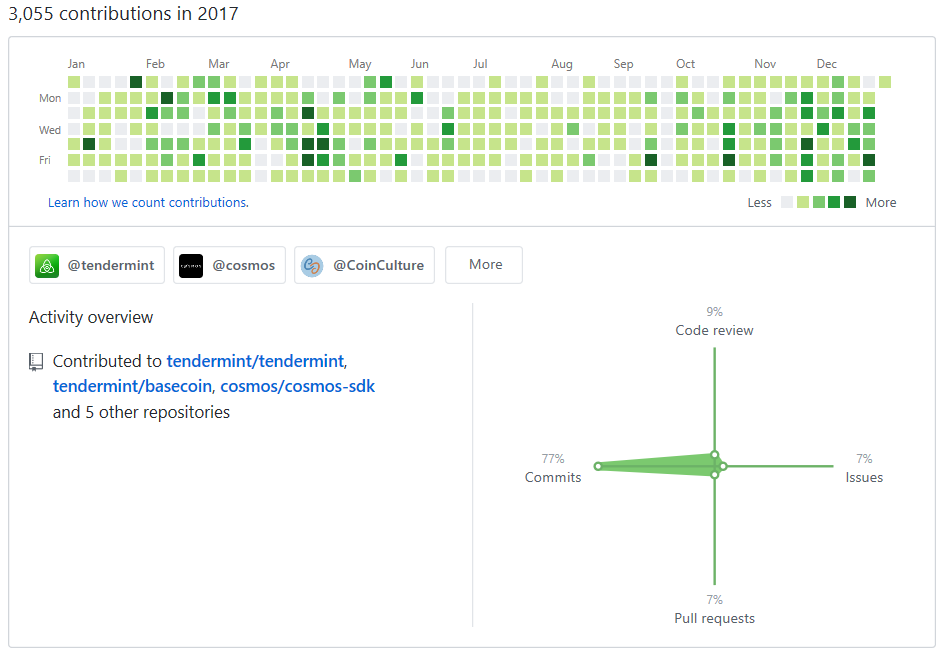 3,055 contributions in 2017
Jan Feb Mar Apr May Jun Jul Aug Sep Oct Nov Dec
Mon
Wed
Fri
Learn how we count contributions.
Less More
@tendermint @cosmos @CoinCulture More
Activity overview
Contributed to tendermint/tendermint,
tendermint/basecoin, cosmos/cosmos-sdk
and 5 other repositories
9%
Code review
77%
Commits
7%
Issues
7%
Pull requests